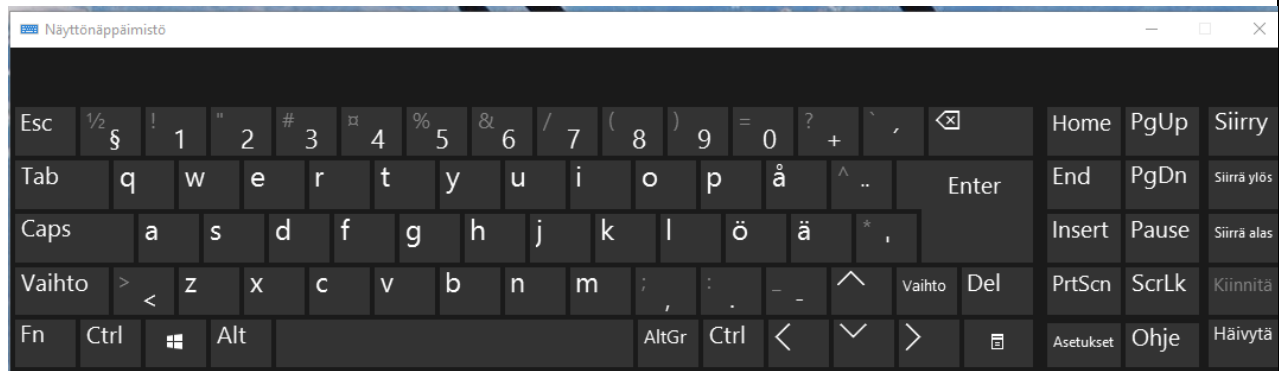 Näyttönäppäimistö
Esc ½ § ! 1 " 2 # 3 ¤ 4 % 5 & 6 / 7 ( 8 ) 9 = 0 ? + ` ´ Home PgUp Siirry
Tab q w e r t y u i o p å ^ ¨ Enter End PgDn Siirrä ylös
Caps a s d f g h j k l ö ä * ' Insert Pause Siirrä alas
Vaihto > < z x c v b n m ; , : . _ - Vaihto Del PrtScn ScrLk Kiinnitä
Fn Ctrl Alt AltGr Ctrl Asetukset Ohje Häivytä